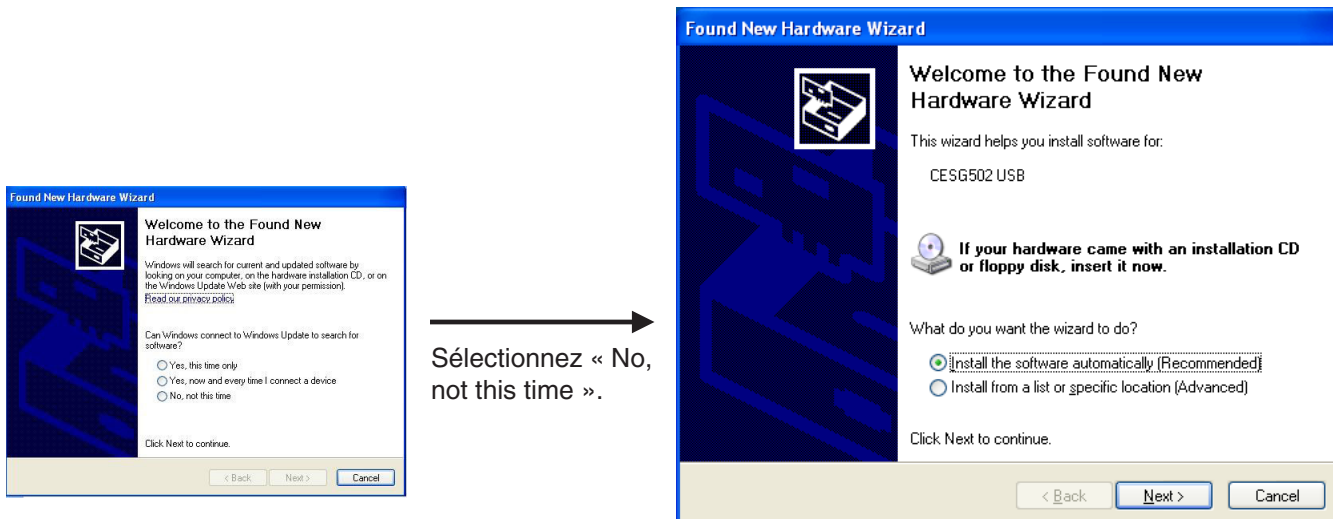 Found New Hardware Wizard
Welcome to the Found New
Hardware Wizard
Windows will search for current and updated software by
looking on your computer, on the hardware installation CD, or on
the Windows Update Web site (with your permission).
Read our privacy policy
Can Windows connect to Windows Update to search for
software?
Yes, this time only
Yes, now and every time I connect a device
No, not this time
Click Next to continue.
< Back
Next >
Cancel
Sélectionnez « No,
not this time ».
Found New Hardware Wizard
Welcome to the Found New
Hardware Wizard
This wizard helps you install software for:
CESG502 USB
If your hardware came with an installation CD
or floppy disk, insert it now.
What do you want the wizard to do?
Install the software automatically (Recommended)
Install from a list or specific location (Advanced)
Click Next to continue.
< Back
Next >
Cancel